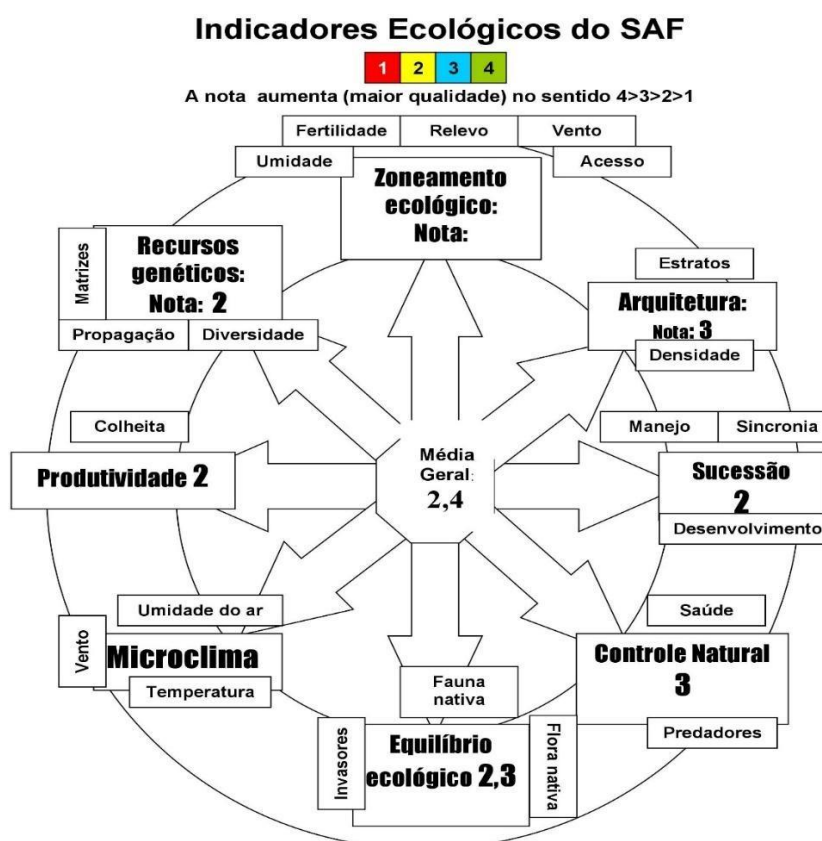 Indicadores Ecológicos do SAF
1 2 3 4
A nota aumenta (maior qualidade) no sentido 4>3>2>1
Fertilidade
Relevo
Vento
Umidade
Acesso
Zoneamento
ecológico:
Nota:
Matrizes
Recursos
genéticos:
Nota: 2
Propagação
Diversidade
Estratos
Arquitetura:
Nota: 3
Densidade
Colheita
Produtividade 2
Média
Geral:
2,4
Manejo
Sincronia
Sucessão
2
Desenvolvimento
Umidade do ar
Vento
Microclima
Temperatura
Saúde
Controle Natural
3
Predadores
Fauna
nativa
Invasores
Equilíbrio
ecológico 2,3
Flora nativa